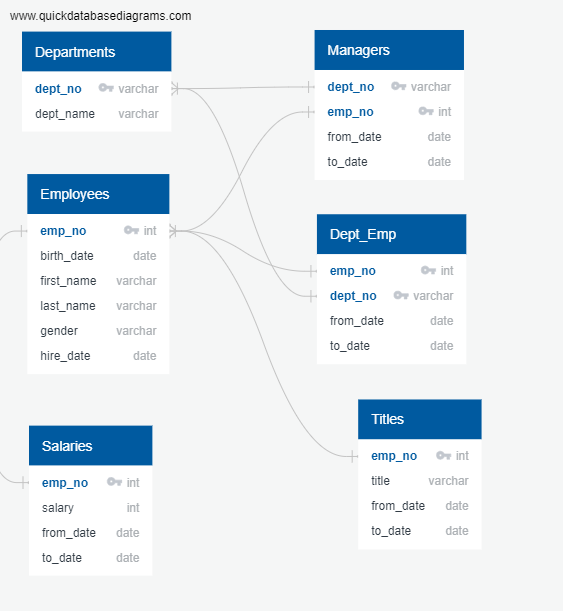 www.quickdatabasediagrams.com
Departments
dept_no varchar
dept_name varchar
Managers
dept_no varchar
emp_no int
from_date date
to_date date
Employees
emp_no int
birth_date date
first_name varchar
last_name varchar
gender varchar
hire_date date
Dept_Emp
emp_no int
dept_no varchar
from_date date
to_date date
Salaries
emp_no int
salary int
from_date date
to_date date
Titles
emp_no int
title varchar
from_date date
to_date date